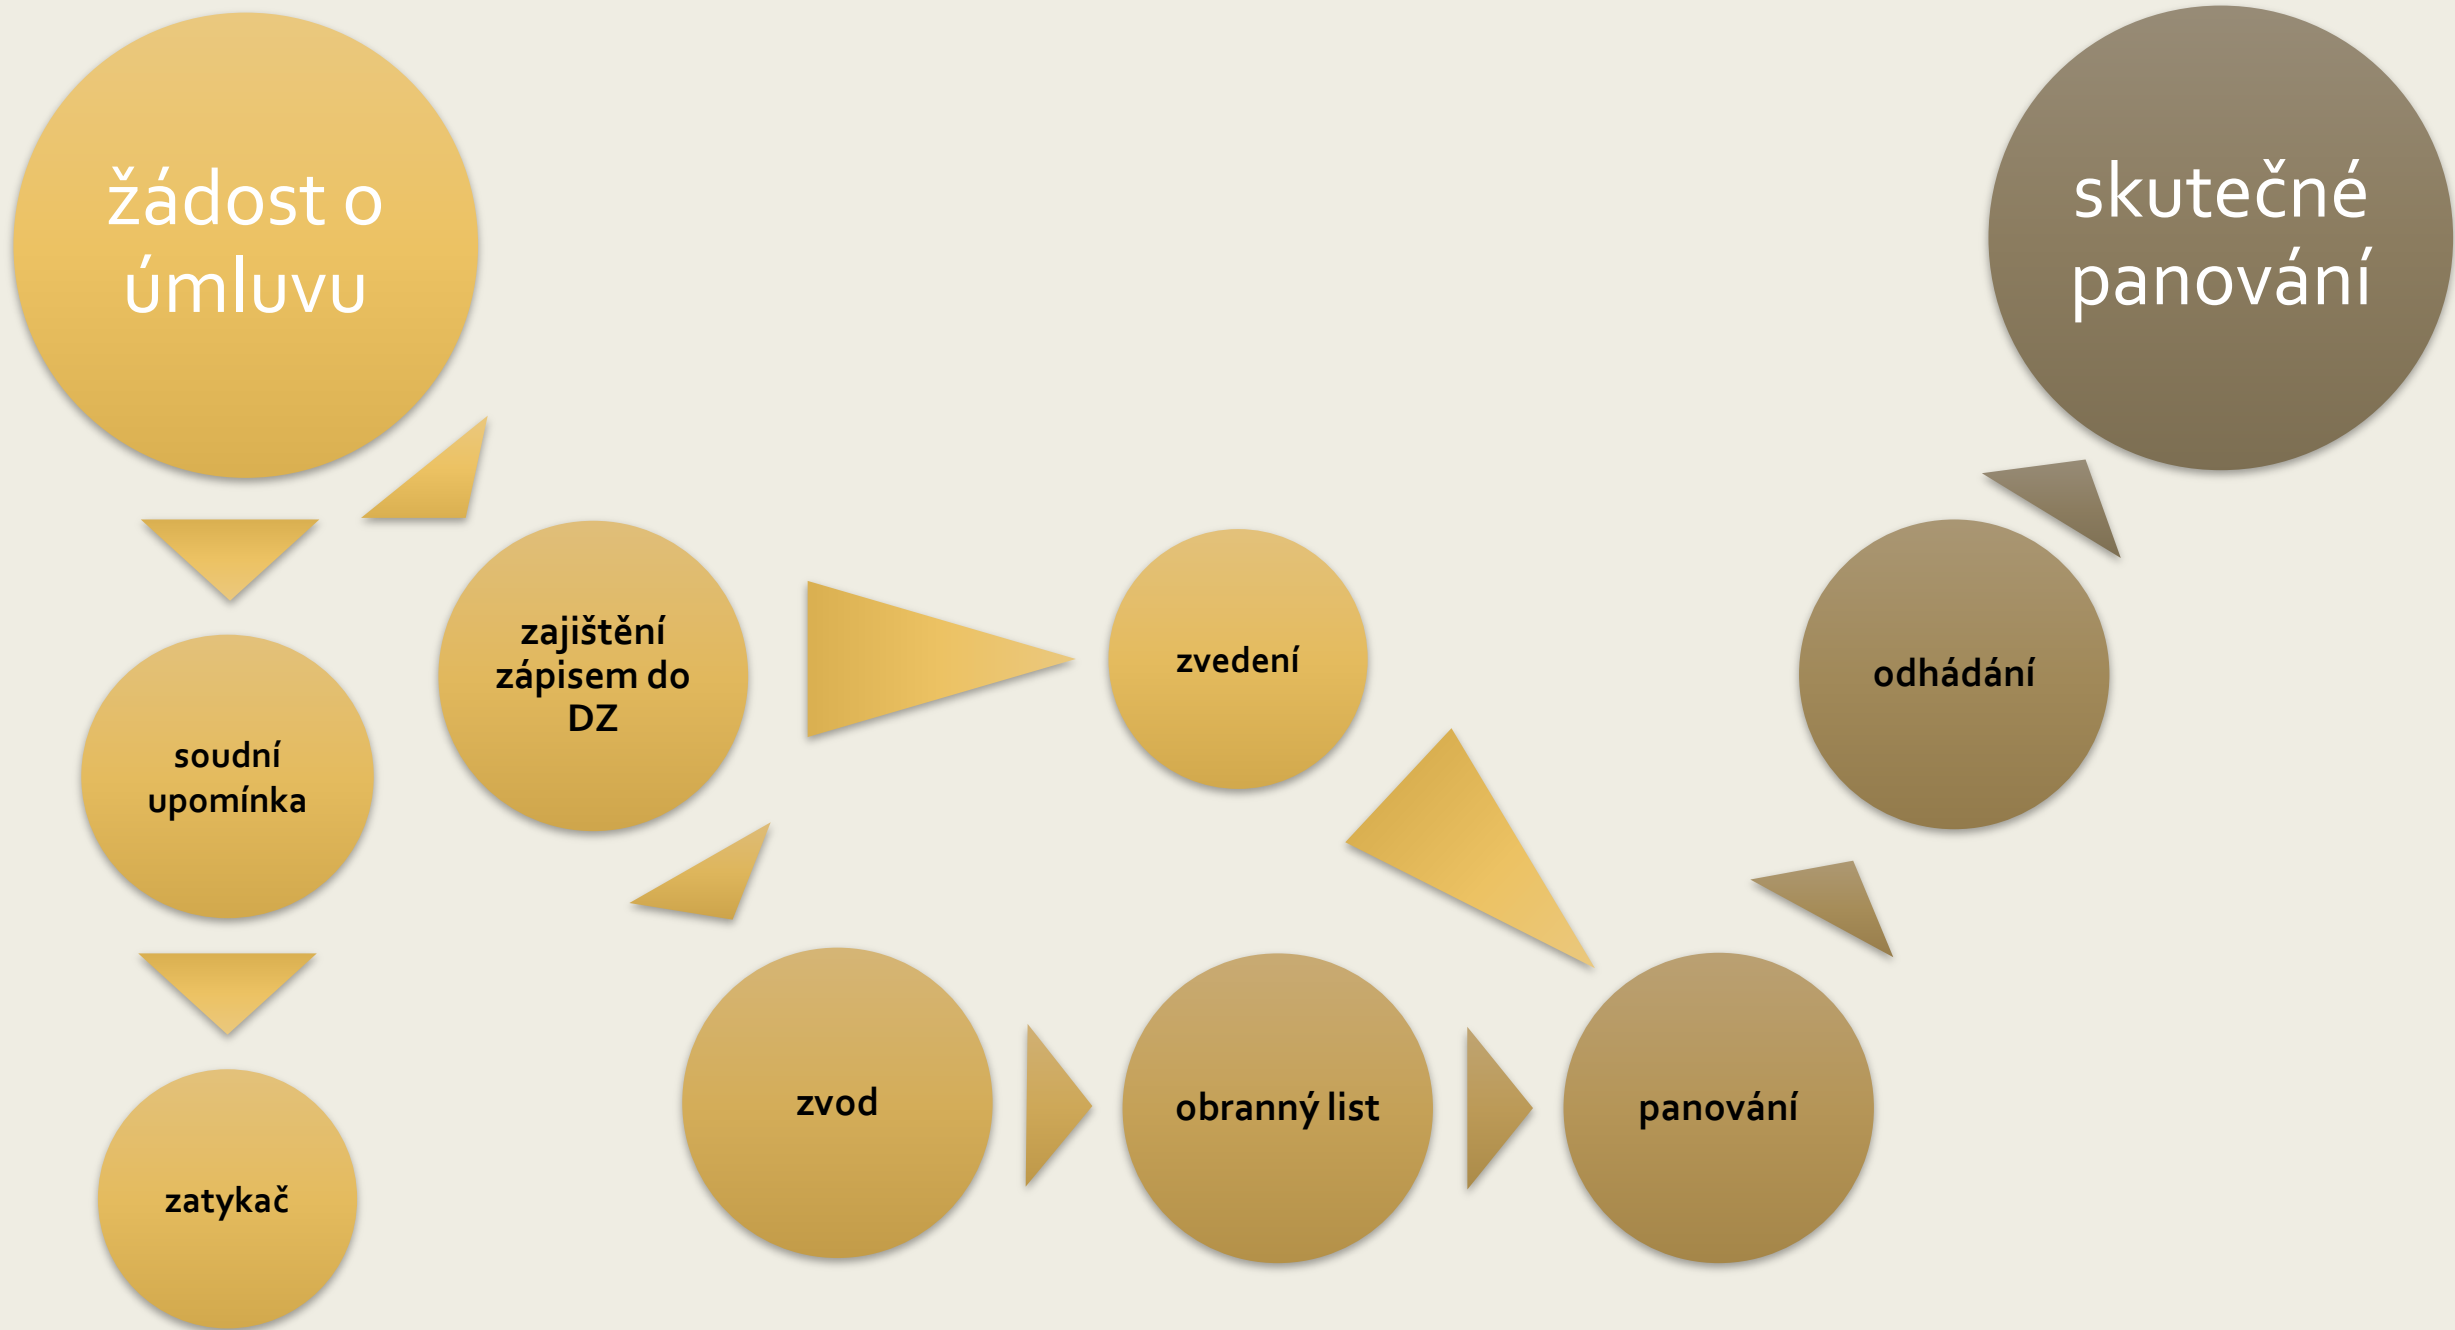 žádost o
úmluvu
soudní
upomínka
zatykač
zajištění
zápisem do
DZ
zvedení
zvod
obranný list
panování
odhádání
skutečné
panování